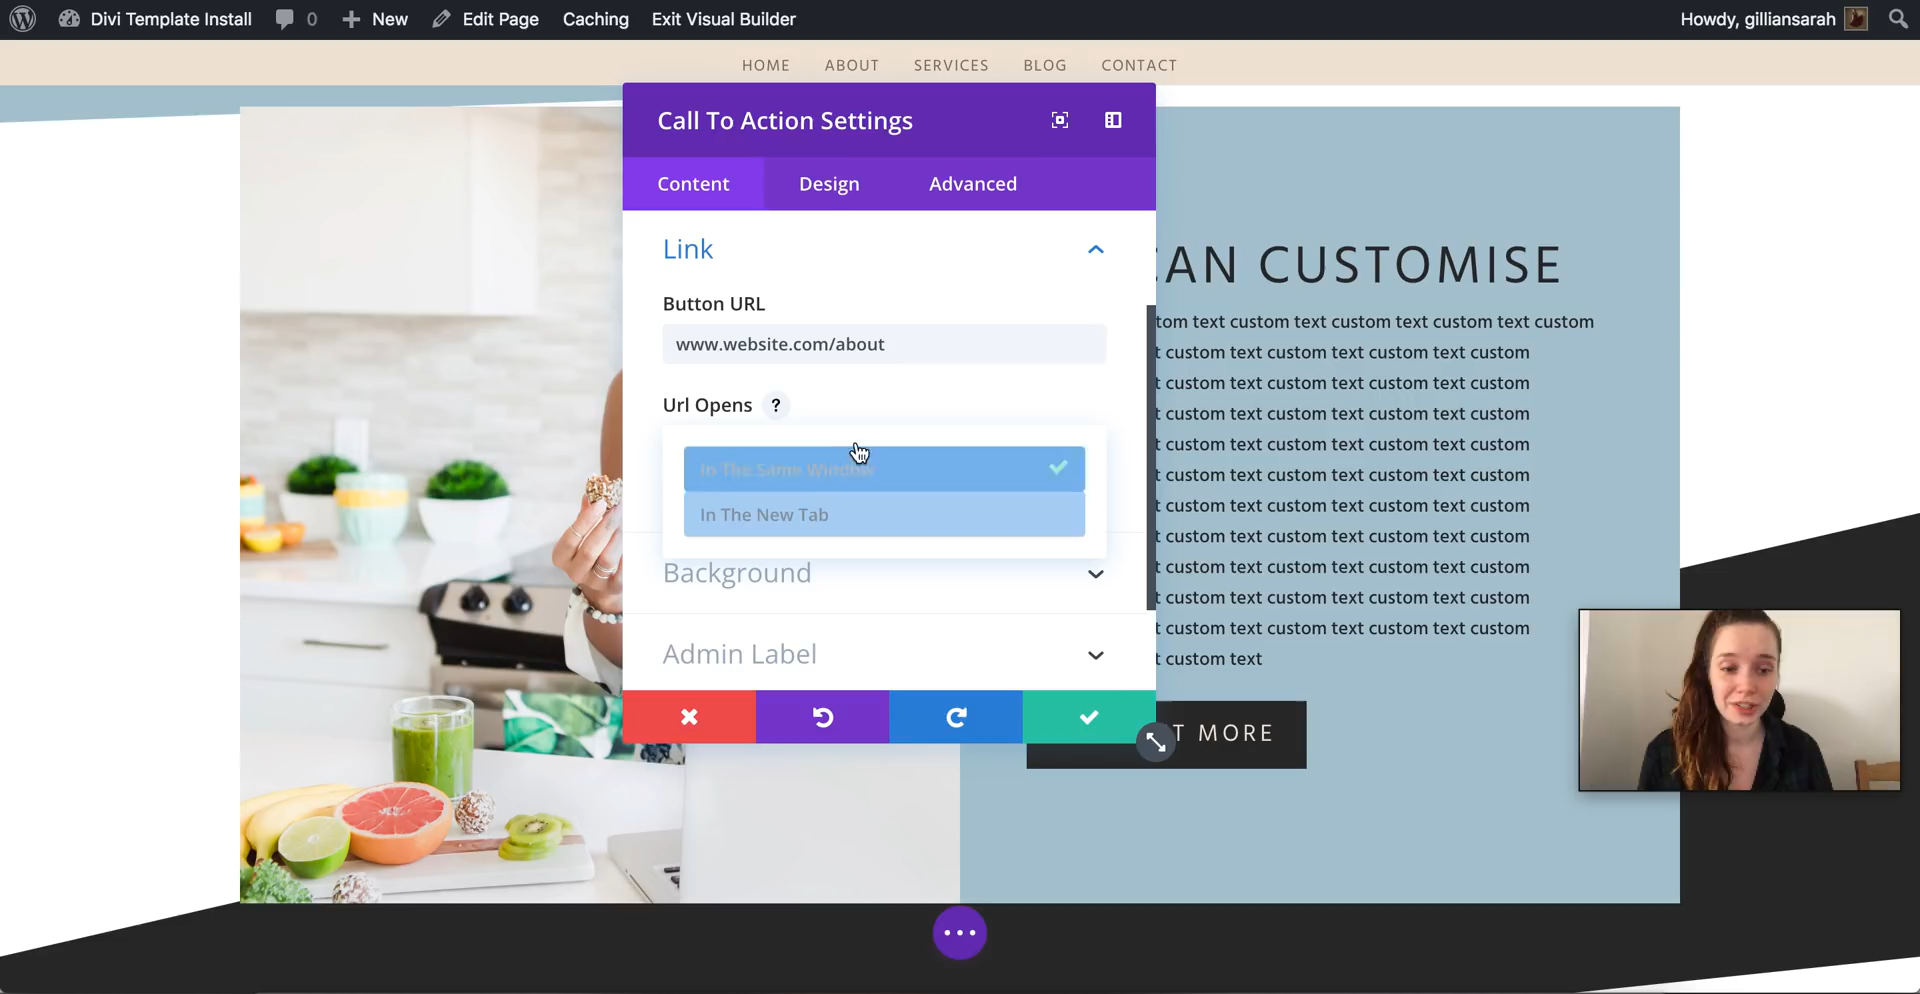 Divi Template Install
0
New
Edit Page
Caching
Exit Visual Builder
Howdy, gilliansarah
HOME
ABOUT
SERVICES
BLOG
CONTACT
Call To Action Settings
Content
Design
Advanced
Link
Button URL
www.website.com/about
Url Opens ?
In The Same Window
In The New Tab
Background
Admin Label
CAN CUSTOMISE
tom text custom text custom text custom text custom
t custom text custom text custom text custom
t custom text custom text custom text custom
t custom text custom text custom text custom
t custom text custom text custom text custom
t custom text custom text custom text custom
t custom text custom text custom text custom
t custom text custom text custom text custom
t custom text custom text custom text custom
t custom text custom text custom text custom
t custom text custom text custom text custom
t custom text
T MORE